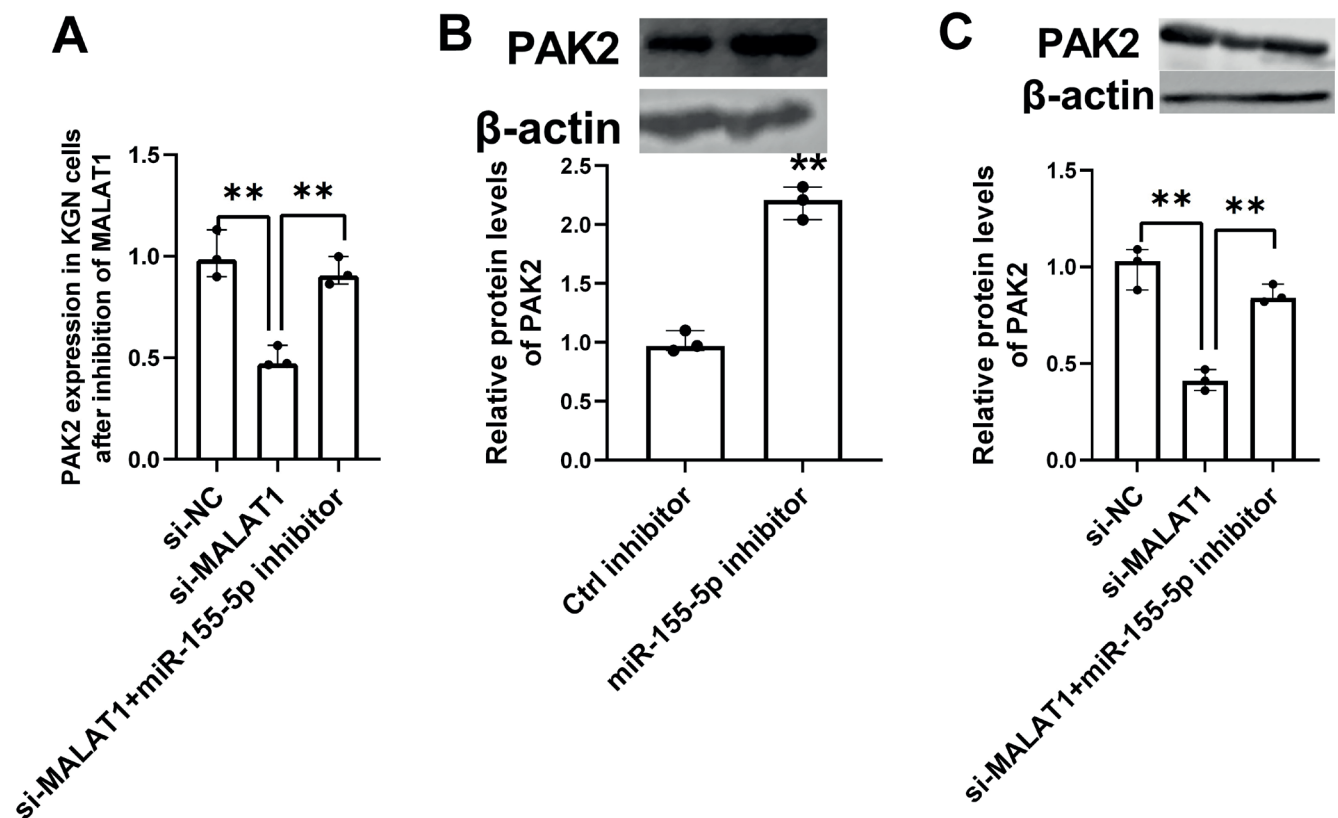 A
PAK2 expression in KGN cells
after inhibition of MALAT1
1.5
1.0
0.5
0.0
** **
si-NC
si-MALAT1
si-MALAT1+miR-155-5p inhibitor
B
PAK2
β-actin
Relative protein levels
of PAK2
2.5
2.0
1.5
1.0
0.5
0.0
**
Ctrl inhibitor
miR-155-5p inhibitor
C
PAK2
β-actin
Relative protein levels
of PAK2
1.5
1.0
0.5
0.0
** **
si-NC
si-MALAT1
si-MALAT1+miR-155-5p inhibitor